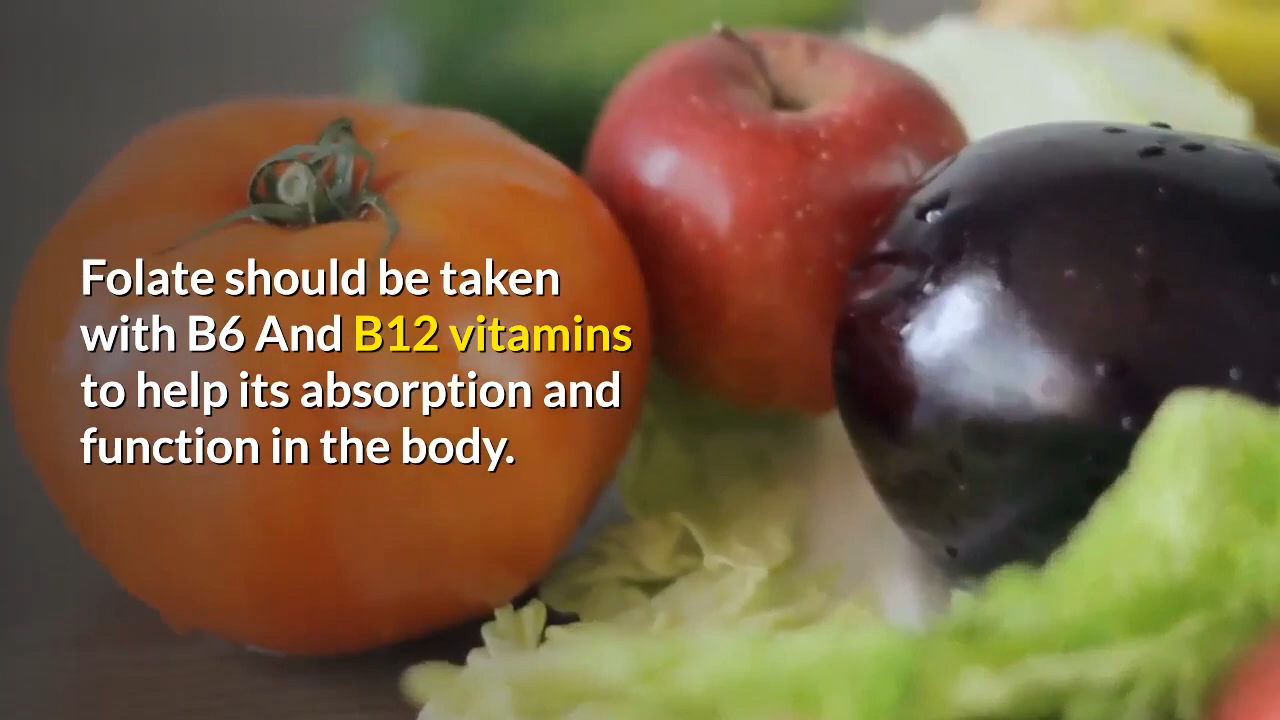 Folate should be taken
with B6 And B12 vitamins
to help its absorption and
function in the body.